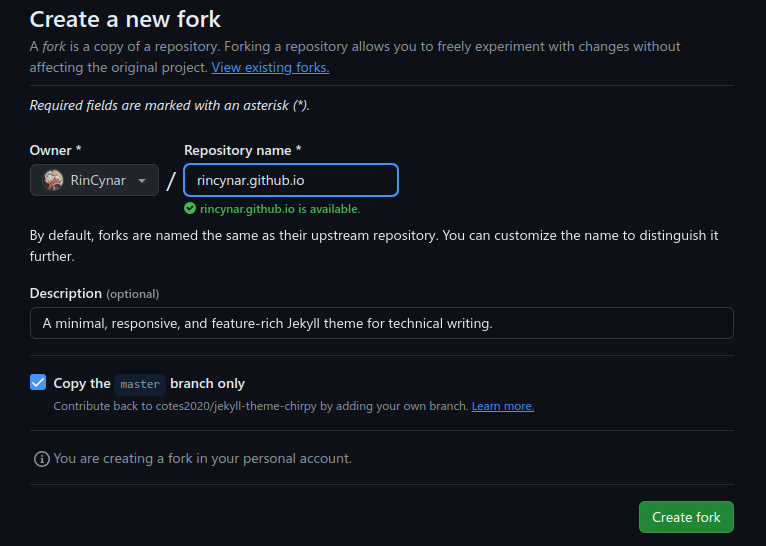 Create a new fork
A fork is a copy of a repository. Forking a repository allows you to freely experiment with changes without
affecting the original project. View existing forks.
Required fields are marked with an asterisk (*).
Owner * Repository name *
RinCynar / rincynar.github.io
rincynar.github.io is available.
By default, forks are named the same as their upstream repository. You can customize the name to distinguish it
further.
Description (optional)
A minimal, responsive, and feature-rich Jekyll theme for technical writing.
Copy the master branch only
Contribute back to cotes2020/jekyll-theme-chirpy by adding your own branch. Learn more.
You are creating a fork in your personal account.
Create fork